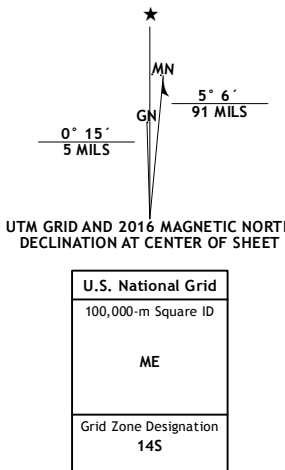 ★
MN
5° 6´
91 MILS
GN
0° 15´
5 MILS
UTM GRID AND 2016 MAGNETIC NORTH
DECLINATION AT CENTER OF SHEET
U.S. National Grid
100,000-m Square ID
ME
Grid Zone Designation
14S